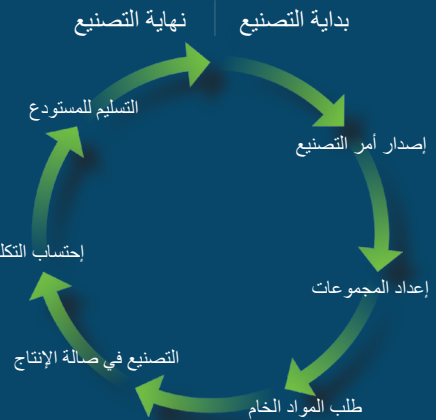 بداية التصنيع
نهاية التصنيع
إصدار أمر التصنيع
إعداد المجموعات
طلب المواد الخام
التصنيع في صالة الإنتاج
إحتساب
التسليم للمستودع